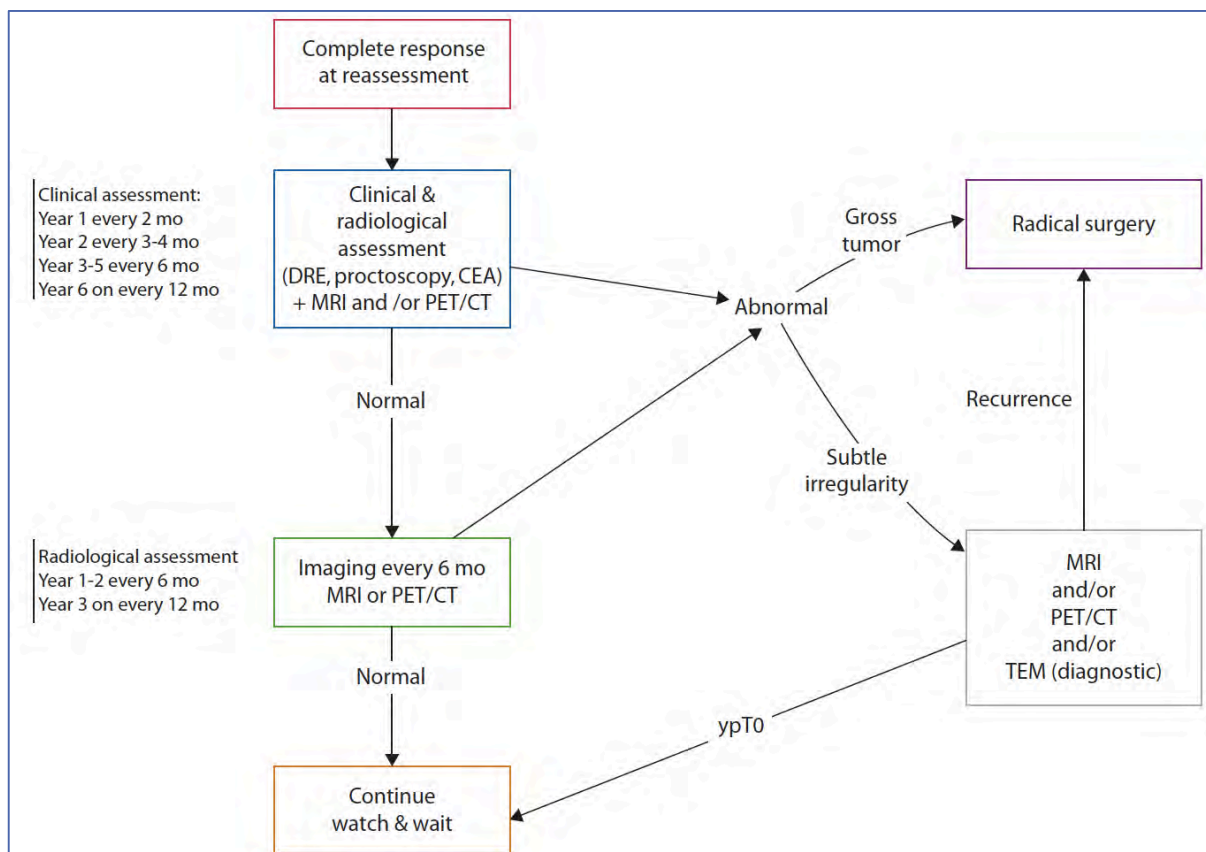 Complete response
at reassessment
Clinical assessment:
Year 1 every 2 mo
Year 2 every 3-4 mo
Year 3-5 every 6 mo
Year 6 on every 12 mo
Clinical &
radiological
assessment
(DRE, proctoscopy, CEA)
+ MRI and /or PET/CT
Gross
tumor
Radical surgery
Abnormal
Normal
Recurrence
Subtle
irregularity
Radiological assessment
Year 1-2 every 6 mo
Year 3 on every 12 mo
Imaging every 6 mo
MRI or PET/CT
MRI
and/or
PET/CT
and/or
TEM (diagnostic)
Normal
ypT0
Continue
watch & wait